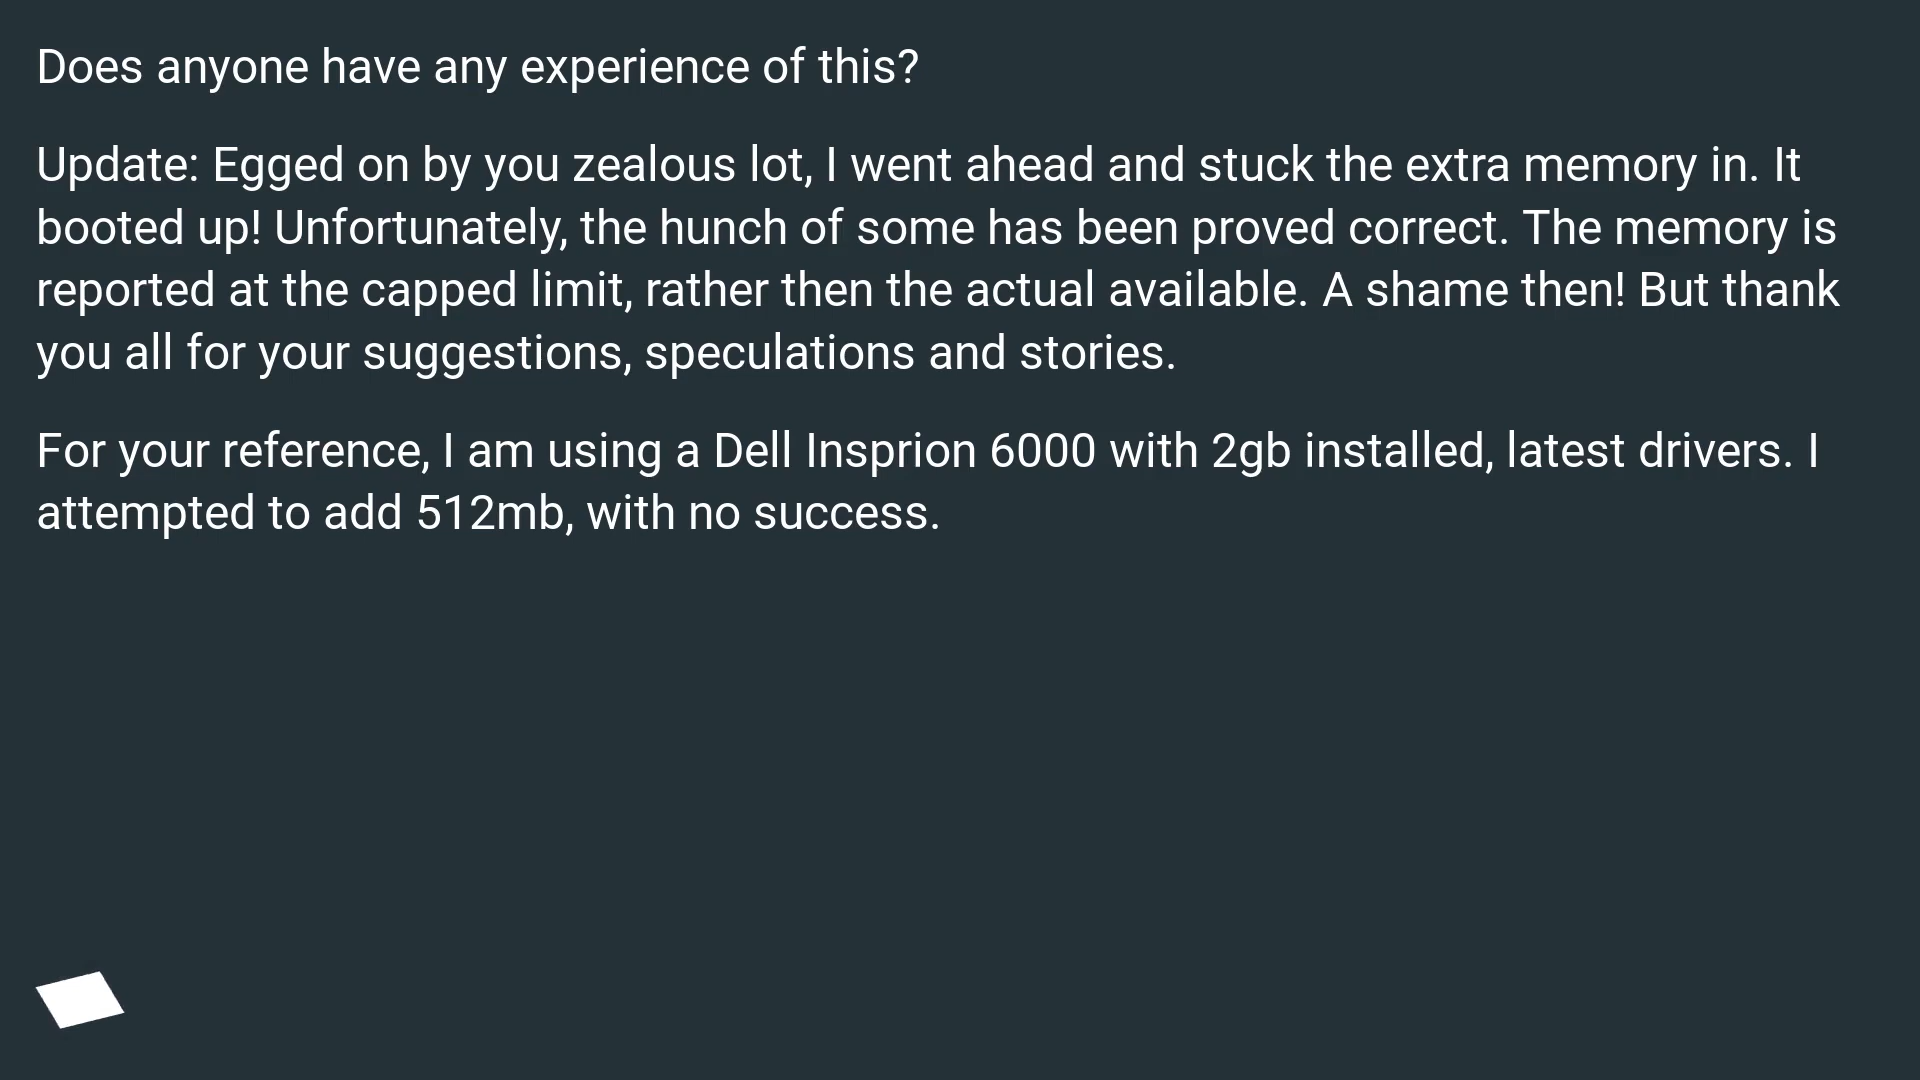 Does anyone have any experience of this?
Update: Egged on by you zealous lot, I went ahead and stuck the extra memory in. It
booted up! Unfortunately, the hunch of some has been proved correct. The memory is
reported at the capped limit, rather then the actual available. A shame then! But thank
you all for your suggestions, speculations and stories.
For your reference, I am using a Dell Insprion 6000 with 2gb installed, latest drivers. I
attempted to add 512mb, with no success.